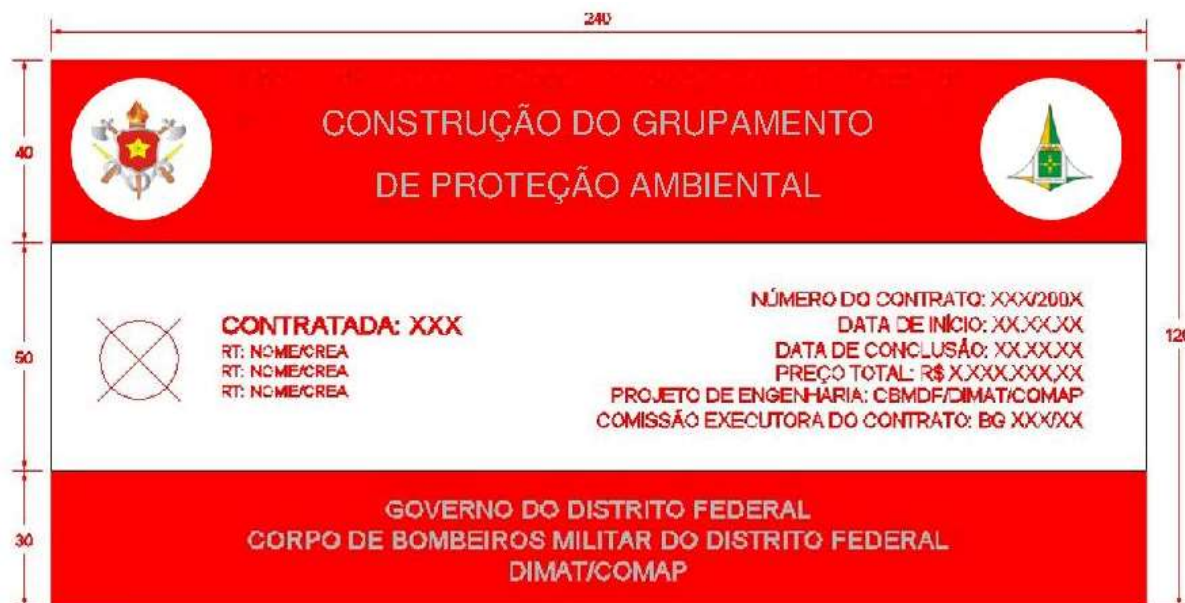 240
40
CONSTRUÇÃO DO GRUPAMENTO
DE PROTEÇÃO AMBIENTAL
50
CONTRATADA: XXX
RT: NOME/CREA
RT: NOME/CREA
RT: NOME/CREA
NÚMERO DO CONTRATO: XXX/200X
DATA DE INÍCIO: XX.XX.XX
DATA DE CONCLUSÃO: XX.XX.XX
PREÇO TOTAL: R$ X.XXX.XXX,XX
PROJETO DE ENGENHARIA: CBMDF/DIMAT/COMAP
COMISSÃO EXECUTORA DO CONTRATO: BG XXX/XX
120
30
GOVERNO DO DISTRITO FEDERAL
CORPO DE BOMBEIROS MILITAR DO DISTRITO FEDERAL
DIMAT/COMAP